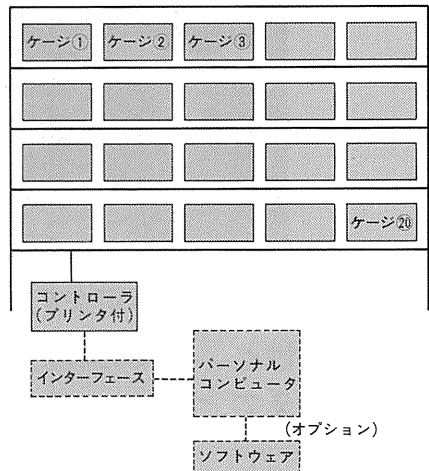 ケージ① ケージ② ケージ③
ケージ⑳
コントローラ
(プリンタ付)
インターフェース
パーソナル
コンピュータ
(オプション)
ソフトウェア